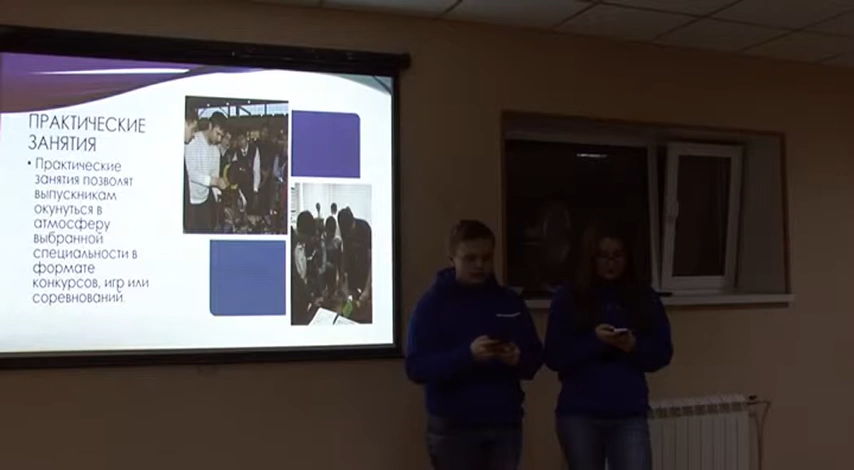 ПРАКТИЧЕСКИЕ
ЗАНЯТИЯ
• Практические
занятия позволят
выпускникам
окунуться в
атмосферу
выбранной
специальности в
формате
конкурсов, игр или
соревнований.